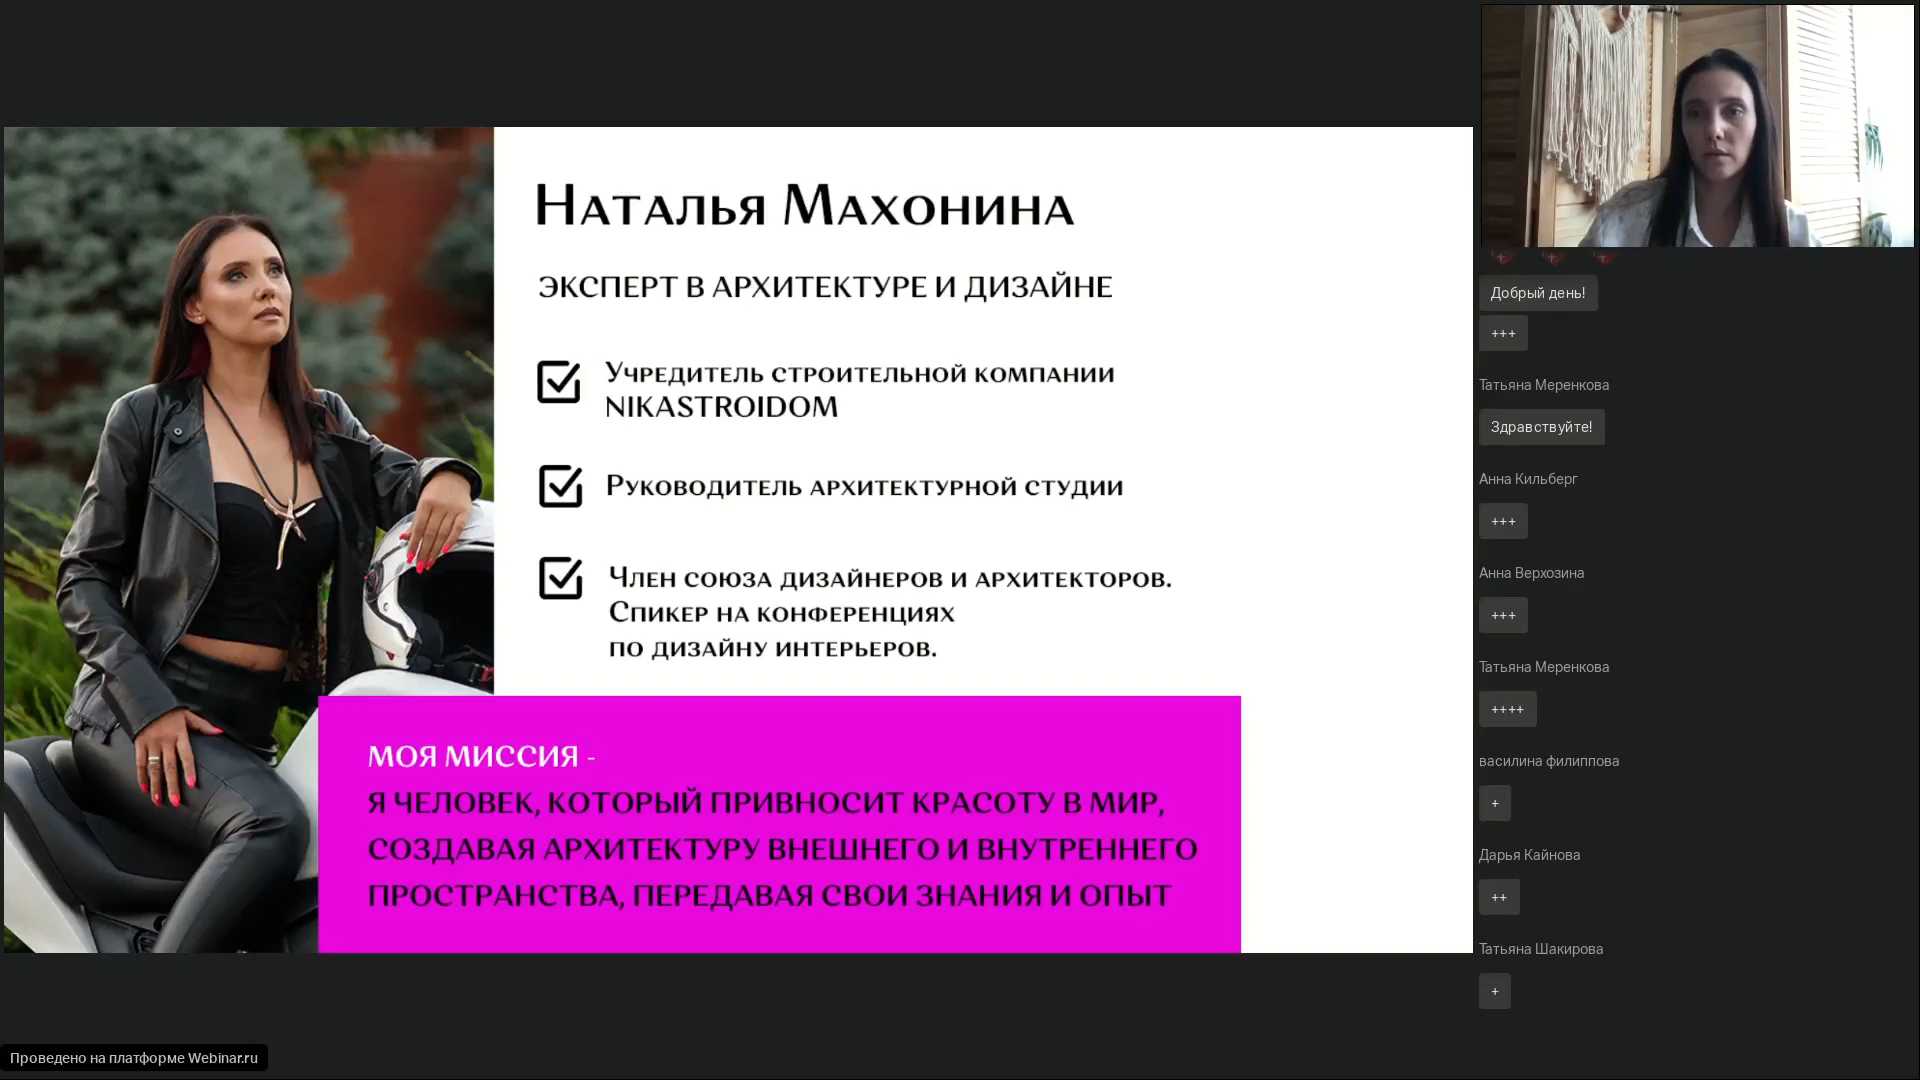 Наталья Махонина
ЭКСПЕРТ В АРХИТЕКТУРЕ И ДИЗАЙНЕ
Учредитель строительной компании
NIKASTROIDOM
Руководитель архитектурной студии
Член союза дизайнеров и архитекторов.
Спикер на конференциях
по дизайну интерьеров.
МОЯ МИССИЯ -
Я ЧЕЛОВЕК, КОТОРЫЙ ПРИВНОСИТ КРАСОТУ В МИР,
СОЗДАВАЯ АРХИТЕКТУРУ ВНЕШНЕГО И ВНУТРЕННЕГО
ПРОСТРАНСТВА, ПЕРЕДАВАЯ СВОИ ЗНАНИЯ И ОПЫТ
Добрый день!
+++
Татьяна Меренкова
Здравствуйте!
Анна Кильберг
+++
Анна Верхозина
+++
Татьяна Меренкова
++++
василина филиппова
+
Дарья Кайнова
++
Татьяна Шакирова
+
Проведено на платформе Webinar.ru